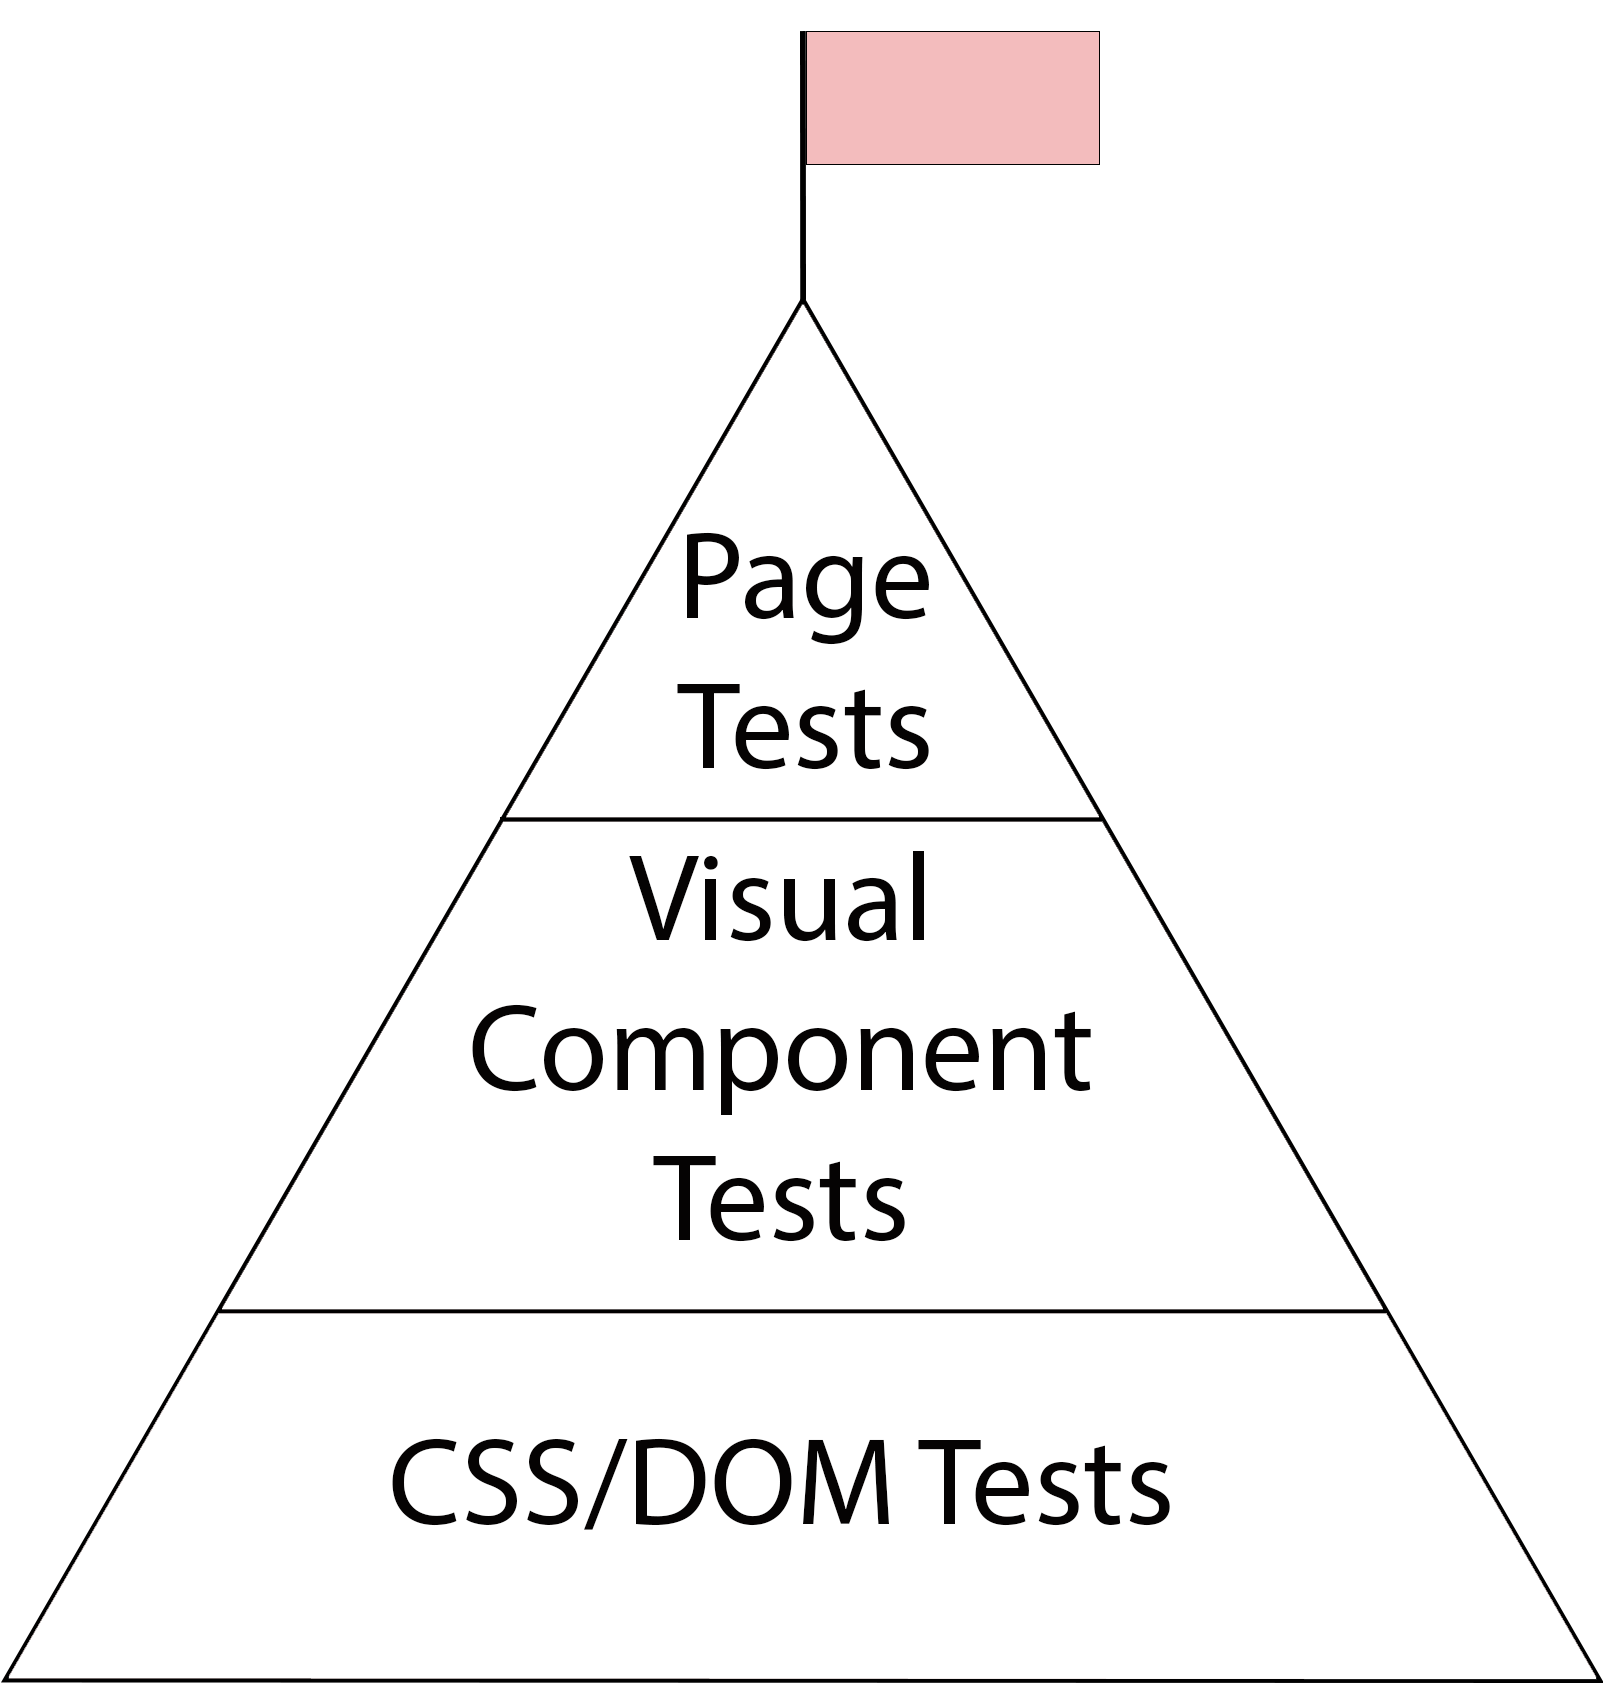 Page
Tests
Visual
Component
Tests
CSS/DOM Tests